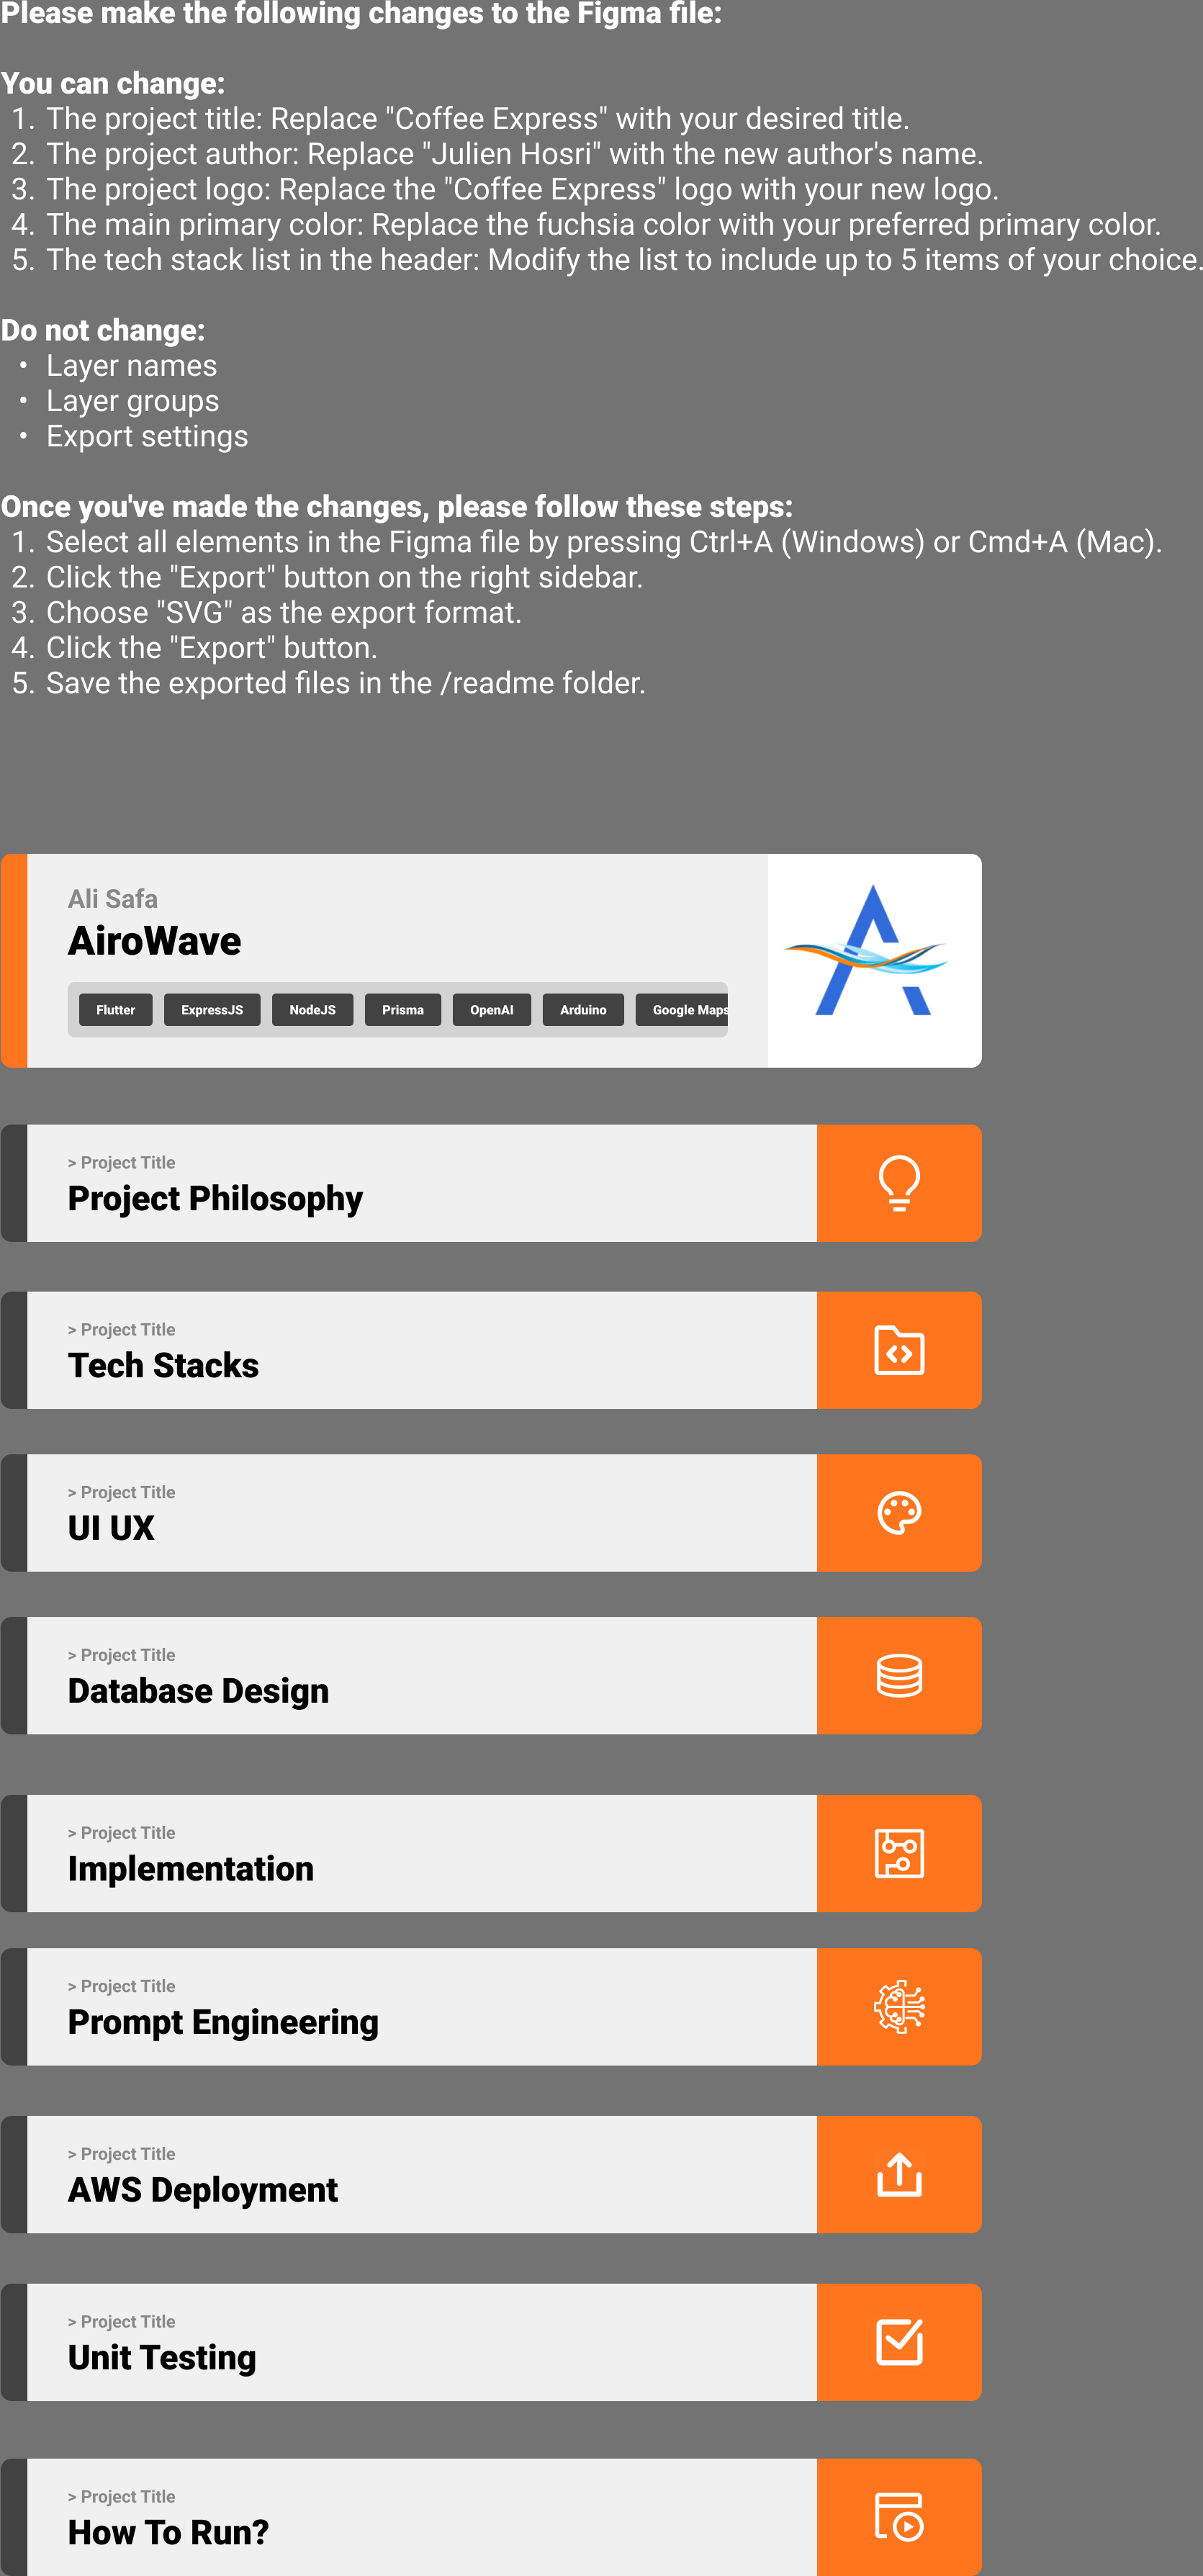 Please make the following changes to the Figma file:
You can change:
1. The project title: Replace "Coffee Express" with your desired title.
2. The project author: Replace "Julien Hosri" with the new author's name.
3. The project logo: Replace the "Coffee Express" logo with your new logo.
4. The main primary color: Replace the fuchsia color with your preferred primary color.
5. The tech stack list in the header: Modify the list to include up to 5 items of your choice.
Do not change:
• Layer names
• Layer groups
• Export settings
Once you've made the changes, please follow these steps:
1. Select all elements in the Figma file by pressing Ctrl+A (Windows) or Cmd+A (Mac).
2. Click the "Export" button on the right sidebar.
3. Choose "SVG" as the export format.
4. Click the "Export" button.
5. Save the exported files in the /readme folder.
Ali Safa
AiroWave
Flutter ExpressJS NodeJS Prisma OpenAI Arduino Google Maps
> Project Title
Project Philosophy
> Project Title
Tech Stacks
> Project Title
UI UX
> Project Title
Database Design
> Project Title
Implementation
> Project Title
Prompt Engineering
> Project Title
AWS Deployment
> Project Title
Unit Testing
> Project Title
How To Run?